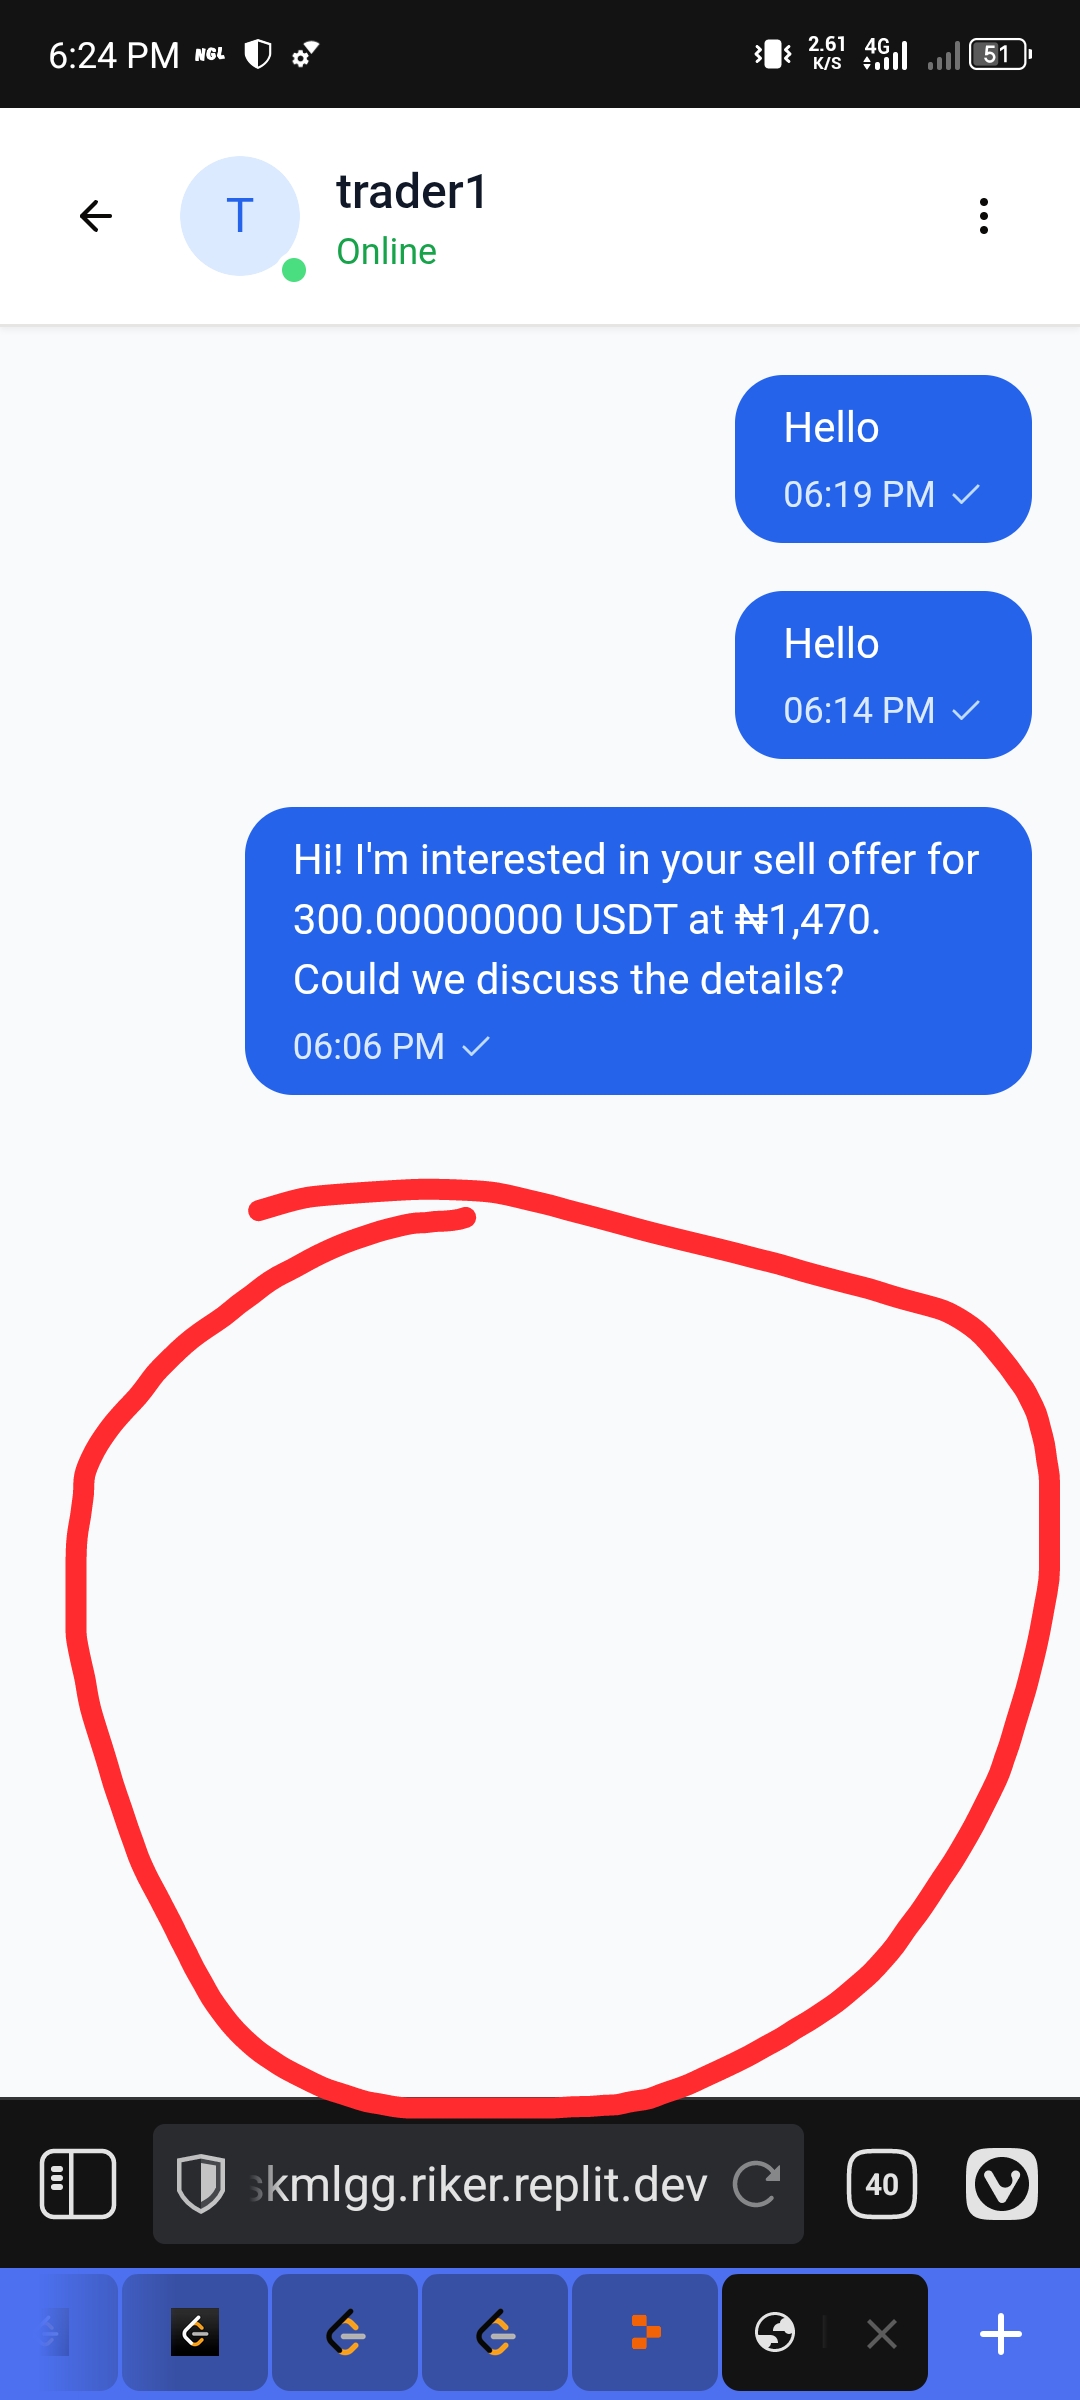 6:24 PM NGL 2.61 K/S 4G 51
T
trader1
Online
Hello
06:19 PM
Hello
06:14 PM
Hi! I'm interested in your sell offer for
300.00000000 USDT at ₦1,470.
Could we discuss the details?
06:06 PM
skmlgg.riker.replit.dev
40